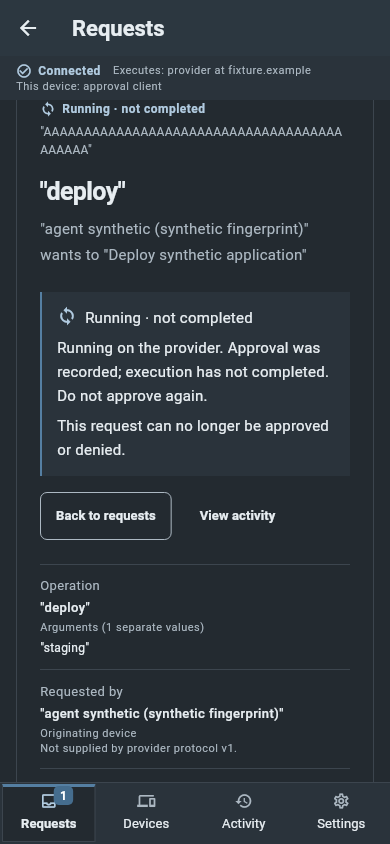 Requests
Connected Executes: provider at fixture.example
This device: approval client
Running · not completed
"AAAAAAAAAAAAAAAAAAAAAAAAAAAAAAAAAAAAA
AAAAAA"
"deploy"
"agent synthetic (synthetic fingerprint)"
wants to "Deploy synthetic application"
Running · not completed
Running on the provider. Approval was
recorded; execution has not completed.
Do not approve again.
This request can no longer be approved
or denied.
Back to requests View activity
Operation
"deploy"
Arguments (1 separate values)
"staging"
Requested by
"agent synthetic (synthetic fingerprint)"
Originating device
Not supplied by provider protocol v1.
1
Requests Devices Activity Settings